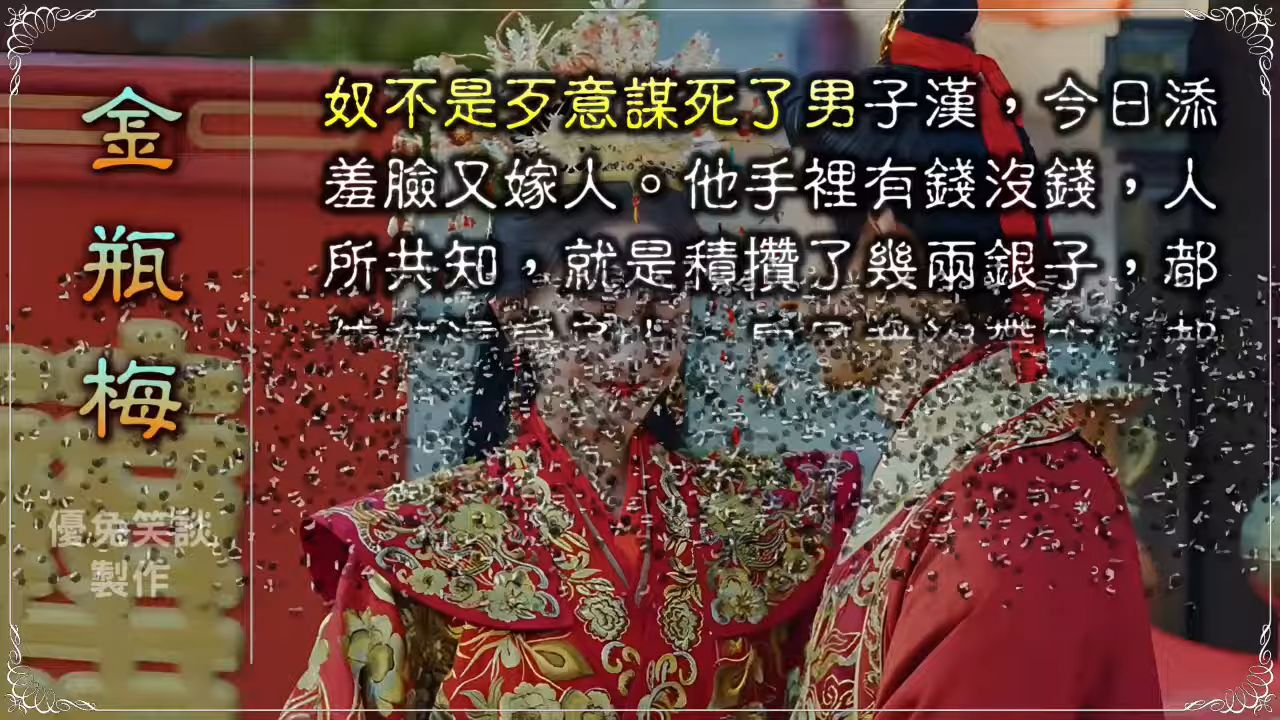 金瓶梅
優兔笑談
製作
奴不是歹意謀死了男子漢，今日添
羞臉又嫁人。他手裡有錢沒錢，人
所共知，就是積攢了幾兩銀子，都